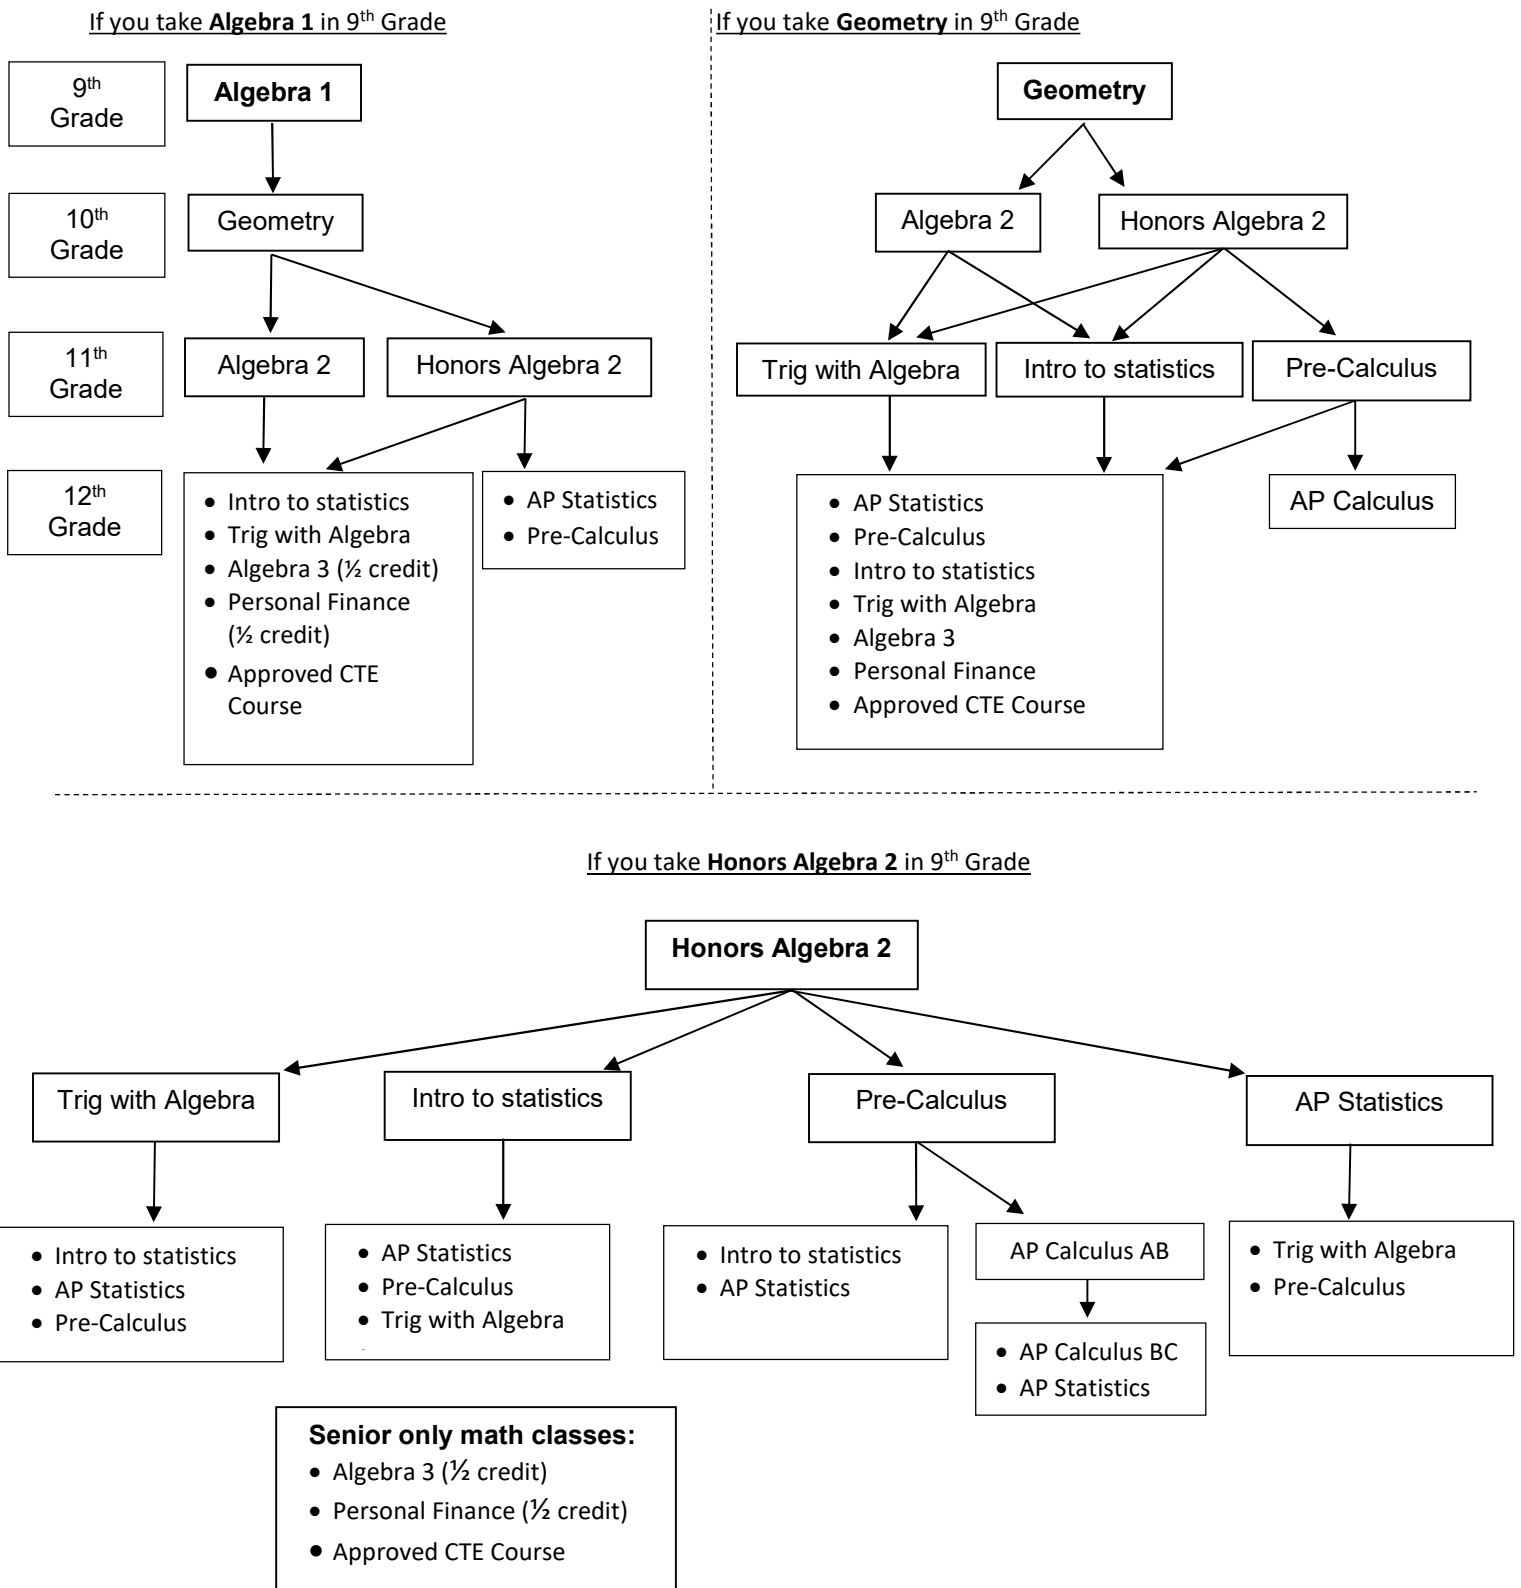 If you take Algebra 1 in 9th Grade
9th
Grade
Algebra 1
10th
Grade
Geometry
11th
Grade
Algebra 2
Honors Algebra 2
12th
Grade
• Intro to statistics
• Trig with Algebra
• Algebra 3 (½ credit)
• Personal Finance
(½ credit)
• Approved CTE
Course
• AP Statistics
• Pre-Calculus
If you take Geometry in 9th Grade
Geometry
Algebra 2
Honors Algebra 2
Trig with Algebra
Intro to statistics
Pre-Calculus
• AP Statistics
• Pre-Calculus
• Intro to statistics
• Trig with Algebra
• Algebra 3
• Personal Finance
• Approved CTE Course
AP Calculus
If you take Honors Algebra 2 in 9th Grade
Honors Algebra 2
Trig with Algebra
Intro to statistics
Pre-Calculus
AP Statistics
• Intro to statistics
• AP Statistics
• Pre-Calculus
• AP Statistics
• Pre-Calculus
• Trig with Algebra
• Intro to statistics
• AP Statistics
AP Calculus AB
• AP Calculus BC
• AP Statistics
• Trig with Algebra
• Pre-Calculus
Senior only math classes:
• Algebra 3 (½ credit)
• Personal Finance (½ credit)
• Approved CTE Course